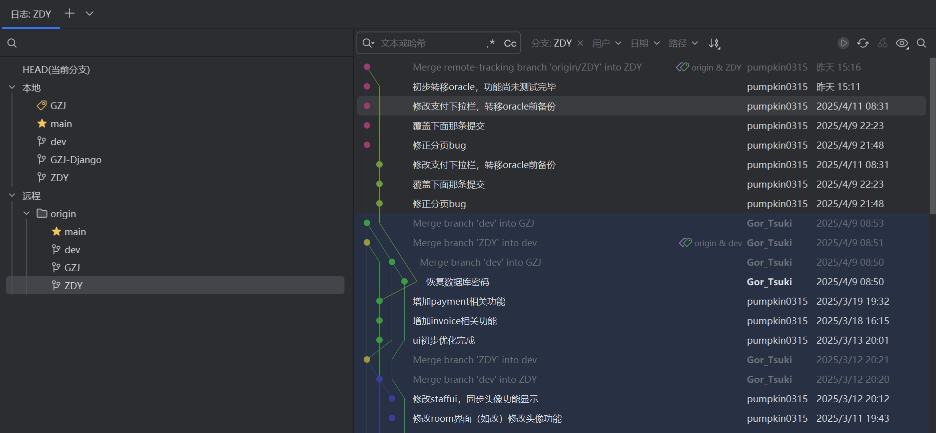 日志: ZDY
文本或哈希 .* Cc 分支: ZDY 用户 日期 路径
HEAD(当前分支)
本地
GZJ
main
dev
GZJ-Django
ZDY
远程
origin
main
dev
GZJ
ZDY
Merge remote-tracking branch 'origin/ZDY' into ZDY origin & ZDY pumpkin0315 昨天 15:16
初步转移oracle，功能尚未测试完毕 pumpkin0315 昨天 15:11
修改支付下拉栏，转移oracle前备份 pumpkin0315 2025/4/11 08:31
覆盖下面那条提交 pumpkin0315 2025/4/9 22:23
修正分页bug pumpkin0315 2025/4/9 21:48
修改支付下拉栏，转移oracle前备份 pumpkin0315 2025/4/11 08:31
覆盖下面那条提交 pumpkin0315 2025/4/9 22:23
修正分页bug pumpkin0315 2025/4/9 21:48
Merge branch 'dev' into GZJ Gor_Tsuki 2025/4/9 08:53
Merge branch 'ZDY' into dev origin & dev Gor_Tsuki 2025/4/9 08:51
Merge branch 'dev' into GZJ Gor_Tsuki 2025/4/9 08:50
恢复数据库密码 Gor_Tsuki 2025/4/9 08:50
增加payment相关功能 pumpkin0315 2025/3/19 19:32
增加invoice相关功能 pumpkin0315 2025/3/18 16:15
ui初步优化完成 pumpkin0315 2025/3/13 20:01
Merge branch 'ZDY' into dev Gor_Tsuki 2025/3/12 20:21
Merge branch 'dev' into ZDY Gor_Tsuki 2025/3/12 20:20
修改staffui，同步头像功能显示 pumpkin0315 2025/3/12 20:12
修改room界面（如改）修改头像功能 pumpkin0315 2025/3/11 19:43